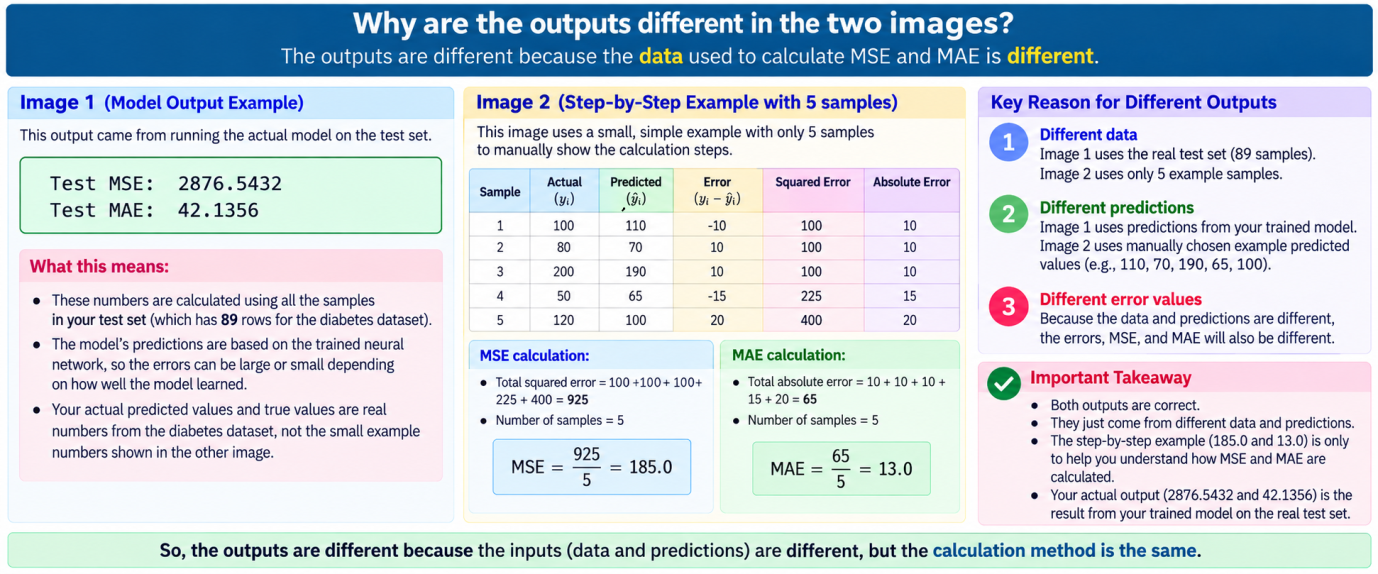 Why are the outputs different in the two images?
The outputs are different because the data used to calculate MSE and MAE is different.
Image 1 (Model Output Example)
This output came from running the actual model on the test set.
Test MSE: 2876.5432
Test MAE: 42.1356
What this means:
● These numbers are calculated using all the samples
in your test set (which has 89 rows for the diabetes dataset).
● The model's predictions are based on the trained neural
network, so the errors can be large or small depending
on how well the model learned.
● Your actual predicted values and true values are real
numbers from the diabetes dataset, not the small example
numbers shown in the other image.
Image 2 (Step-by-Step Example with 5 samples)
This image uses a small, simple example with only 5 samples
to manually show the calculation steps.
Sample Actual (yᵢ) Predicted (ŷᵢ) Error (yᵢ – ŷᵢ) Squared Error Absolute Error
1 100 110 -10 100 10
2 80 70 10 100 10
3 200 190 10 100 10
4 50 65 -15 225 15
5 120 100 20 400 20
MSE calculation:
● Total squared error = 100 +100 + 100+
225 + 400 = 925
● Number of samples = 5
MSE = 925/5 = 185.0
MAE calculation:
● Total absolute error = 10 + 10 + 10 +
15 + 20 = 65
● Number of samples = 5
MAE = 65/5 = 13.0
Key Reason for Different Outputs
1 Different data
Image 1 uses the real test set (89 samples).
Image 2 uses only 5 example samples.
2 Different predictions
Image 1 uses predictions from your trained model.
Image 2 uses manually chosen example predicted
values (e.g., 110, 70, 190, 65, 100).
3 Different error values
Because the data and predictions are different,
the errors, MSE, and MAE will also be different.
Important Takeaway
● Both outputs are correct.
● They just come from different data and predictions.
● The step-by-step example (185.0 and 13.0) is only
to help you understand how MSE and MAE are
calculated.
● Your actual output (2876.5432 and 42.1356) is the
result from your trained model on the real test set.
So, the outputs are different because the inputs (data and predictions) are different, but the calculation method is the same.